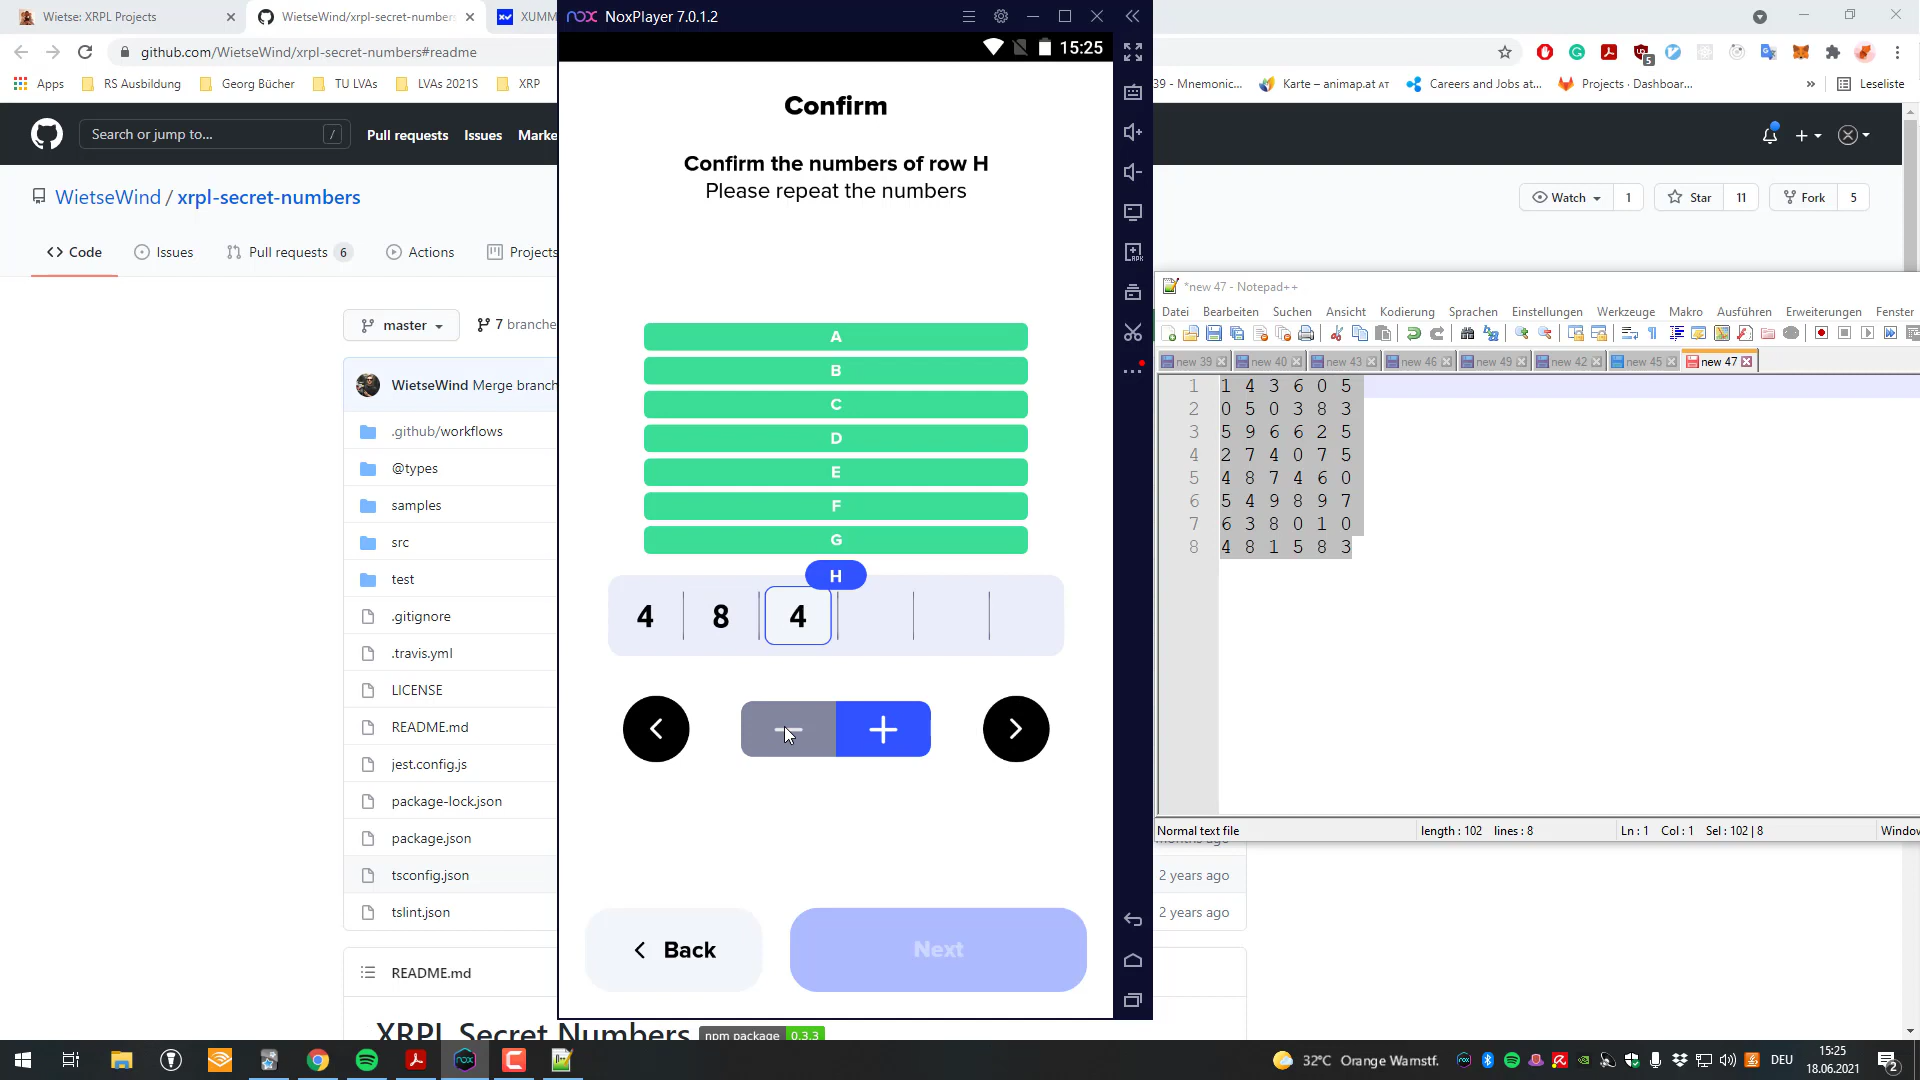 Wietse: XRPL Projects
WietseWind/xrpl-secret-numbers
XUMM
NoxPlayer 7.0.1.2
github.com/WietseWind/xrpl-secret-numbers#readme
15:25
Apps
RS Ausbildung
Georg Bücher
TU LVAs
LVAs 2021S
XRP
39 - Mnemonic...
Karte – animap.at AT
Careers and Jobs at...
Projects · Dashboar...
»
Leseliste
Search or jump to...
/
Pull requests
Issues
Marke
Confirm
Confirm the numbers of row H
Please repeat the numbers
WietseWind / xrpl-secret-numbers
Watch
1
Star
11
Fork
5
Code
Issues
Pull requests 6
Actions
Projects
master
7 branche
WietseWind Merge branch
.github/workflows
@types
samples
src
test
.gitignore
.travis.yml
LICENSE
README.md
jest.config.js
package-lock.json
package.json
tsconfig.json
tslint.json
README.md
XRPL Secret Numbers
npm package 0.3.3
A
B
C
D
E
F
G
H
4 8 4
Back
Next
*new 47 - Notepad++
Datei Bearbeiten Suchen Ansicht Kodierung Sprachen Einstellungen Werkzeuge Makro Ausführen Erweiterungen Fenster
new 39 new 40 new 43 new 46 new 49 new 42 new 45 new 47
1 1 4 3 6 0 5
2 0 5 0 3 8 3
3 5 9 6 6 2 5
4 2 7 4 0 7 5
5 4 8 7 4 6 0
6 5 4 9 8 9 7
7 6 3 8 0 1 0
8 4 8 1 5 8 3
Normal text file
length : 102 lines : 8
Ln : 1 Col : 1 Sel : 102 | 8
Window
2 years ago
2 years ago
32°C Orange Warnstf.
DEU
15:25
18.06.2021
2